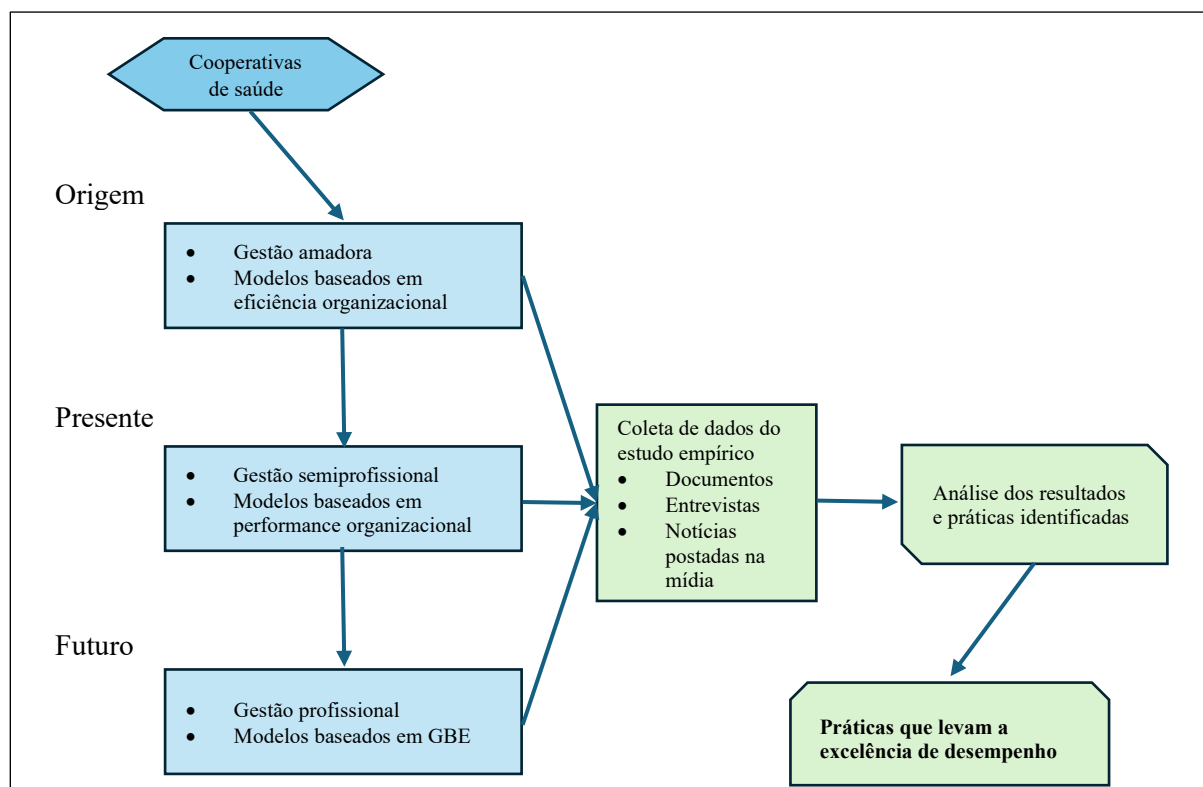 Cooperativas
de saúde
Origem
• Gestão amadora
• Modelos baseados em
eficiência organizacional
Presente
• Gestão semiprofissional
• Modelos baseados em
performance organizacional
Futuro
• Gestão profissional
• Modelos baseados em GBE
Coleta de dados do
estudo empírico
• Documentos
• Entrevistas
• Notícias
postadas na
mídia
Análise dos resultados
e práticas identificadas
Práticas que levam a
excelência de desempenho